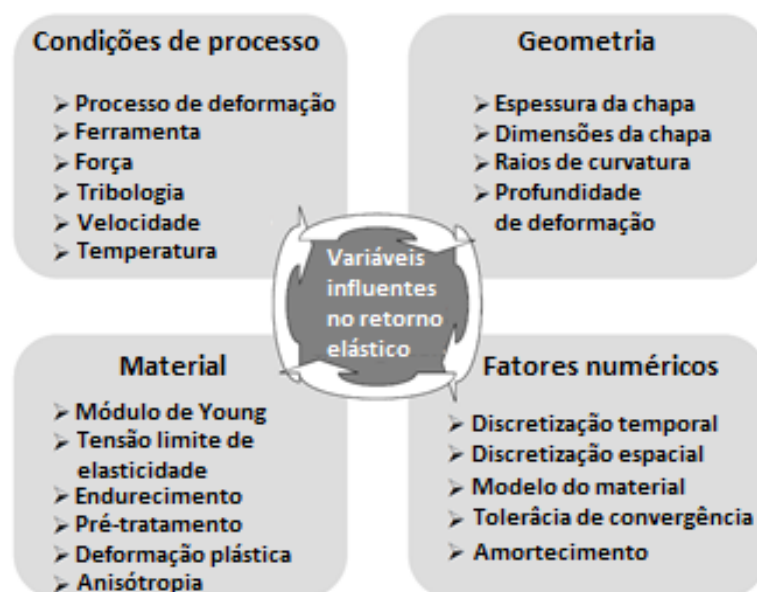 Condições de processo
➢ Processo de deformação
➢ Ferramenta
➢ Força
➢ Tribologia
➢ Velocidade
➢ Temperatura
Geometria
➢ Espessura da chapa
➢ Dimensões da chapa
➢ Raios de curvatura
➢ Profundidade
de deformação
Variáveis
influentes
no retorno
elástico
Material
➢ Módulo de Young
➢ Tensão limite de
elasticidade
➢ Endurecimento
➢ Pré-tratamento
➢ Deformação plástica
➢ Anisótropia
Fatores numéricos
➢ Discretização temporal
➢ Discretização espacial
➢ Modelo do material
➢ Tolerâcia de convergência
➢ Amortecimento